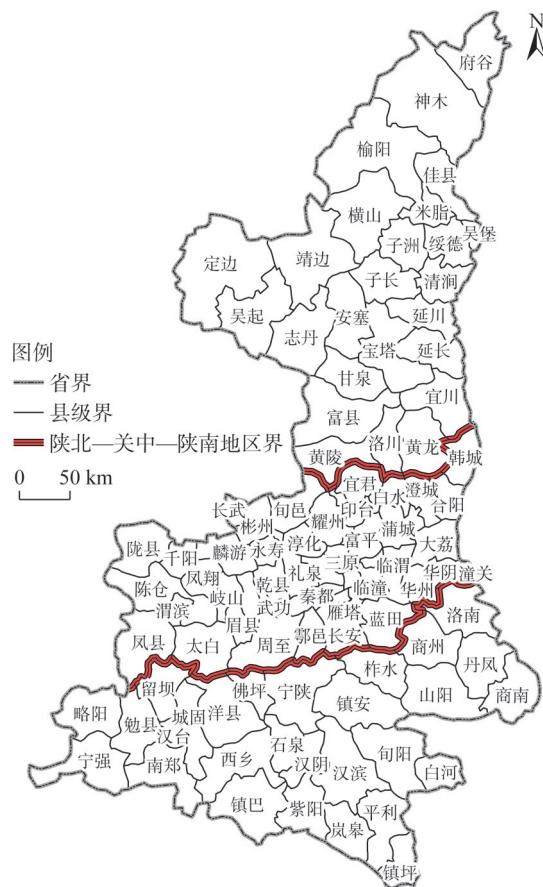 N
府谷
神木
榆阳
佳县
横山
米脂
吴堡
子洲
绥德
定边
靖边
子长
清涧
吴起
安塞
延川
志丹
宝塔
延长
甘泉
宜川
富县
洛川
黄龙
韩城
黄陵
图例
省界
县级界
陕北—关中—陕南地区界
0 50 km
宜君
白水
澄城
合阳
长武
旬邑
彬州
耀州
印台
蒲城
陇县
千阳
麟游
永寿
淳化
富平
大荔
凤翔
乾县
礼泉
三原
临渭
华阴
潼关
陈仓
岐山
武功
秦都
临潼
华州
渭滨
眉县
雁塔
蓝田
洛南
凤县
太白
周至
鄠邑
长安
商州
丹凤
柞水
留坝
佛坪
宁陕
镇安
山阳
商南
略阳
勉县
城固
洋县
汉台
石泉
旬阳
宁强
南郑
西乡
汉阴
汉滨
白河
镇巴
紫阳
平利
岚皋
镇坪